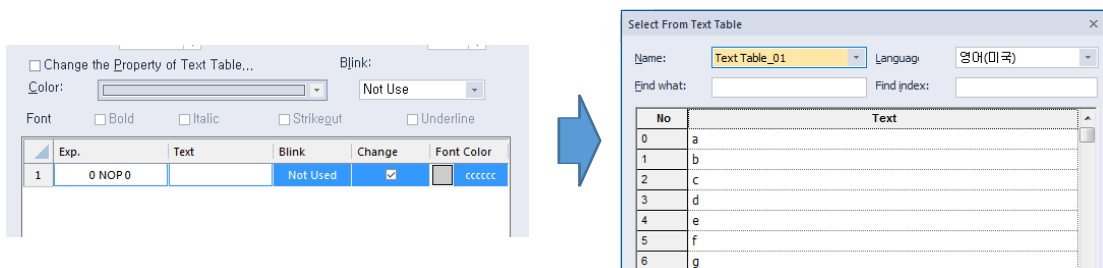 Change the Property of Text Table...
Blink:
Color:
Not Use
Font
Bold
Italic
Strikeout
Underline
Exp. Text Blink Change Font Color
1 0 NOP 0 Not Used cccccc
Select From Text Table
Name: Text Table_01 Languag 영어(미국)
Find what: Find index:
No Text
0 a
1 b
2 c
3 d
4 e
5 f
6 g